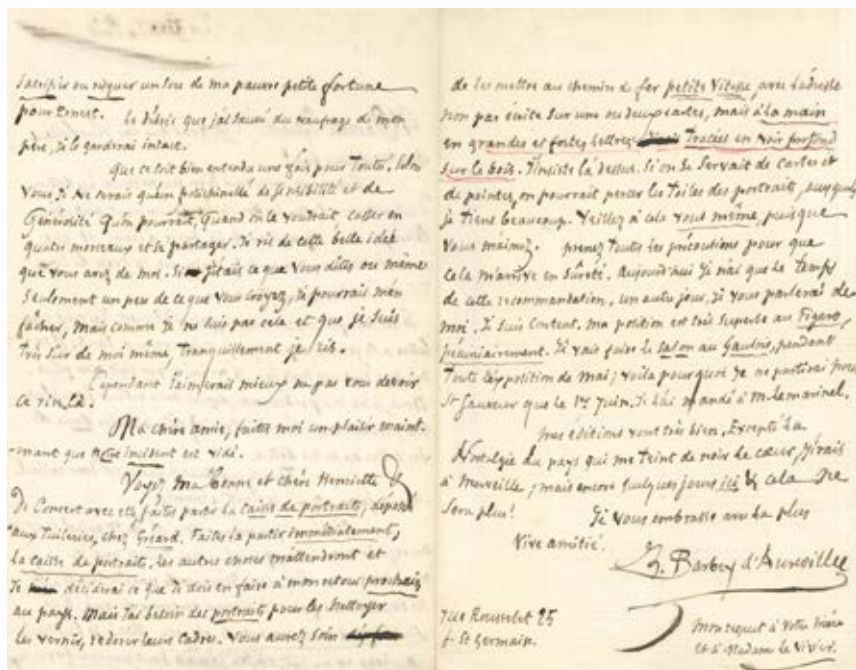 sacrifier ou risquer un sou de ma pauvre petite fortune
pour Ernest. Le débris que j'ai sauvé du naufrage de mon
père, je le garderai intact.
Que ce soit bien entendu une fois pour toutes. Selon
vous, je ne serais qu'un polichinelle de sensibilité et de
Générosité qu'on pourrait, quand on le voudrait casser en
quatre morceaux et se partager. Je ris de cette belle idée
que vous avez de moi. Si j'étais ce que vous dites ou même
seulement un peu de ce que vous croyez, je pourrais m'en
fâcher, mais comme je ne suis pas cela et que je suis
très sûr de moi même, tranquillement je ris.
Cependant j'aimerais mieux ne pas vous devoir
ce rire là.
Ma chère amie, faites moi un plaisir maint-
enant que notre incident est vidé.
Voyez ma bonne et chère Henriette &
De Concert avec elle faites partir la caisse de portraits, déposée
aux Tuileries, chez Gérard. Faites la partir immédiatement,
la caisse de portraits. Les autres choses m'attendront et
Je déciderai ce que je dois en faire à mon retour prochain
au pays. Mais j'ai besoin des portraits pour les nettoyer
les vernir, redorer leurs cadres. Vous aurez soin
de les mettre au chemin de fer petite vitesse, avec l'adresse
non pas écrite sur une ou deux cartes, mais à la main
en grandes et fortes lettres tracées en noir fortond
sur le bois. J'insiste là dessus. Si on se servait de cartes et
de pointes, on pourrait percer les toiles des portraits, auxquels
je tiens beaucoup. Veillez à cela vous même, puisque
vous m'aimez. prenez toutes les précautions pour que
cela m'arrive en sûreté. Aujourd'hui je n'ai que le temps
de cette recommandation. un autre jour, je vous parlerai de
moi. Je suis content. ma position est très superbe au Figaro,
pécuniairement. Je vais faire le salon au Gaulois, pendant
toute l'exposition de mai; voilà pourquoi je ne partirai pour
St Sauveur que le 1er Juin. Je l'ai mandé à M. Lemarinel.
mes éditions vont très bien. Excepté la
Nostalgie du pays qui me teint de noir le cœur, j'irais
à merveille; mais encore quelques jours ici & cela ne
sera plus! Je vous embrasse avec la plus
vive amitié.
J. Barbey d'Aurevilly
rue Rousselet 25
f. St Germain.
Mon respect à votre mère
et à Madame le Vivier.